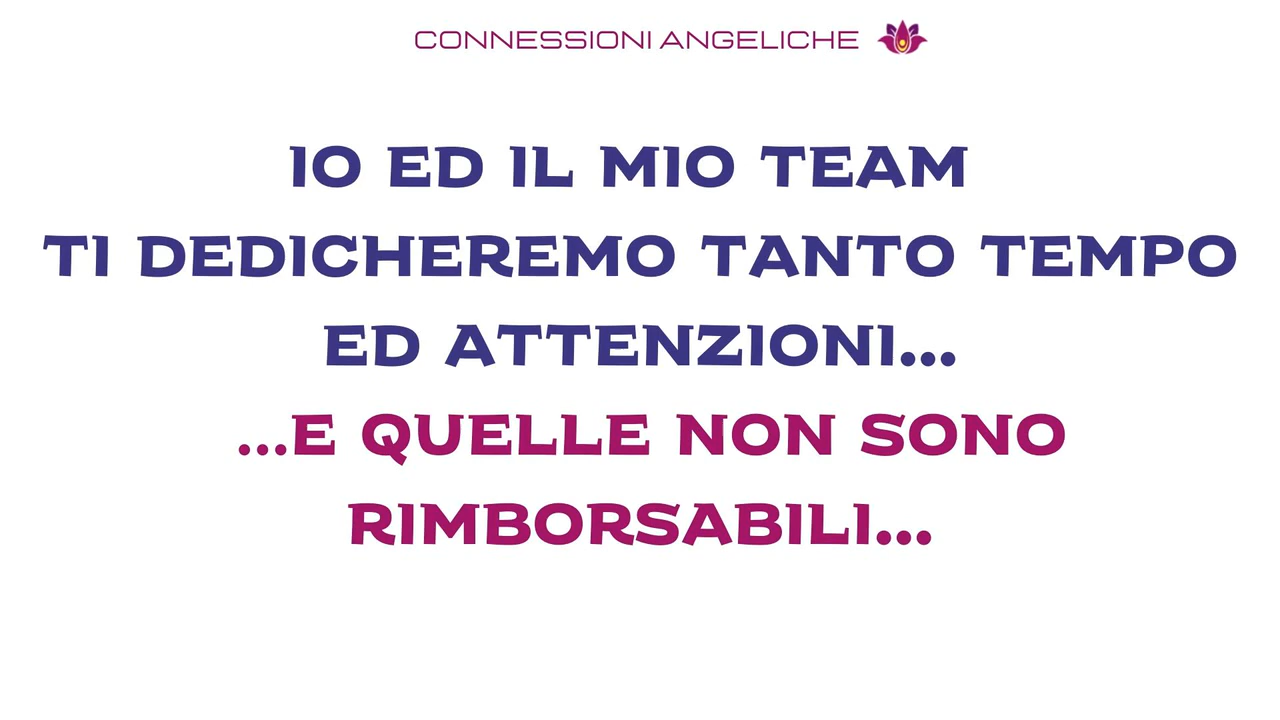 CONNESSIONI ANGELICHE
IO ED IL MIO TEAM
TI DEDICHEREMO TANTO TEMPO
ED ATTENZIONI...
...E QUELLE NON SONO
RIMBORSABILI...